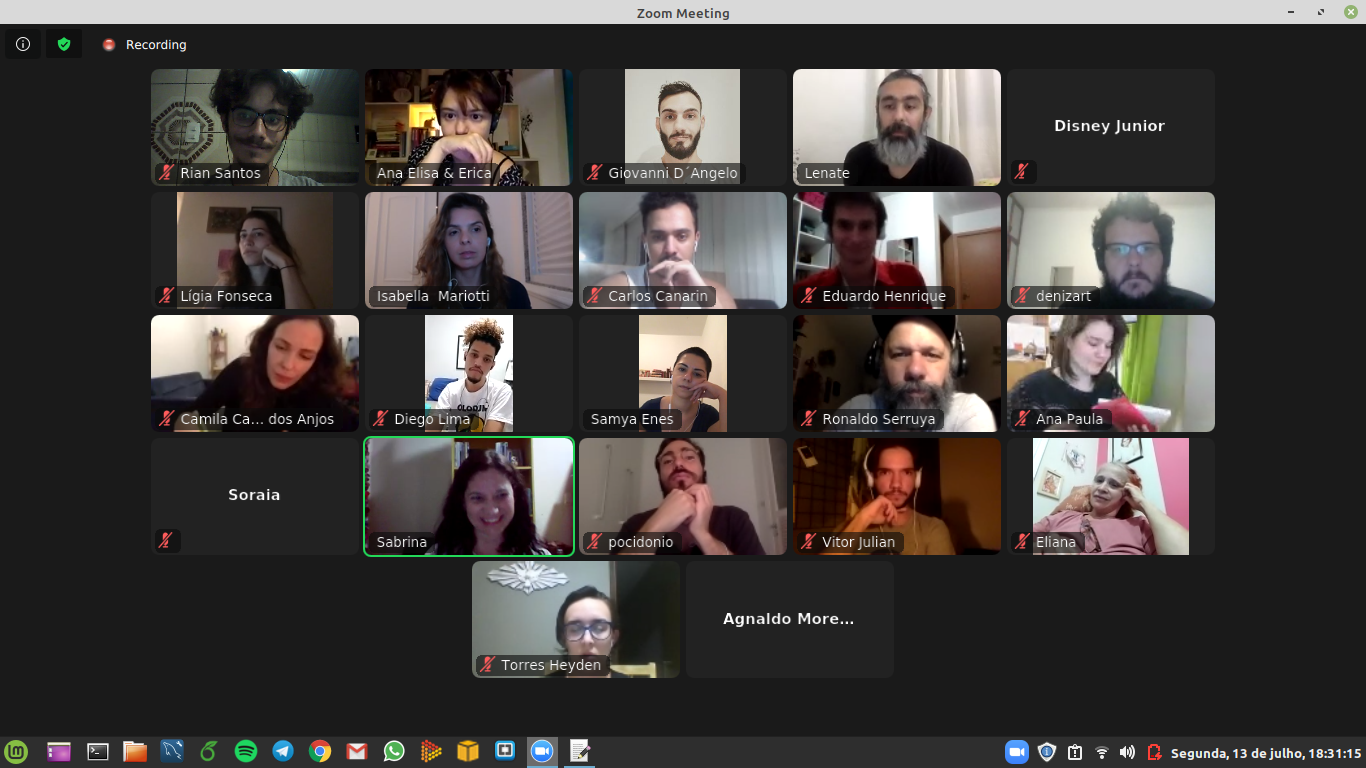 Zoom Meeting
Recording
Rian Santos
Ana Elisa & Erica
Giovanni D´Angelo
Lenate
Disney Junior
Lígia Fonseca
Isabella Mariotti
Carlos Canarin
Eduardo Henrique
denizart
Camila Ca... dos Anjos
Diego Lima
Samya Enes
Ronaldo Serruya
Ana Paula
Soraia
Sabrina
pocidonio
Vitor Julian
Eliana
Torres Heyden
Agnaldo More...
Segunda, 13 de julho, 18:31:15